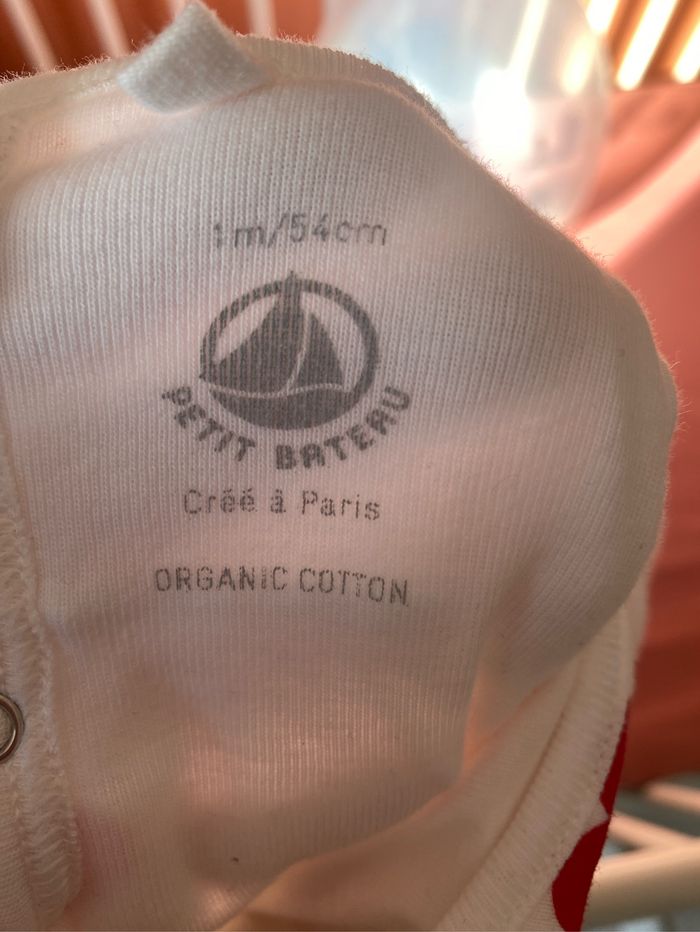 1m/54cm
PETIT BATEAU
Créé à Paris
ORGANIC COTTON